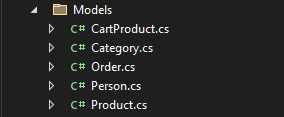 Models
C# CartProduct.cs
C# Category.cs
C# Order.cs
C# Person.cs
C# Product.cs